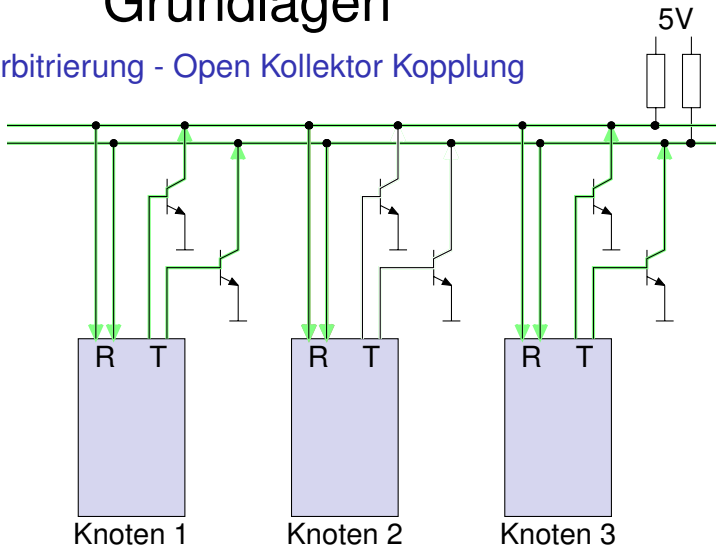 Grundlagen
rbitrierung - Open Kollektor Kopplung
5V
R T
R T
R T
Knoten 1
Knoten 2
Knoten 3